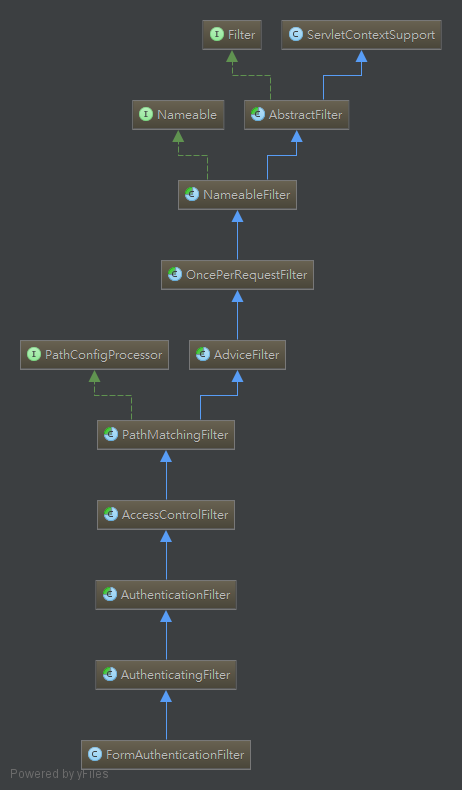 Filter
ServletContextSupport
Nameable
AbstractFilter
NameableFilter
OncePerRequestFilter
PathConfigProcessor
AdviceFilter
PathMatchingFilter
AccessControlFilter
AuthenticationFilter
AuthenticatingFilter
FormAuthenticationFilter
Powered by yFiles